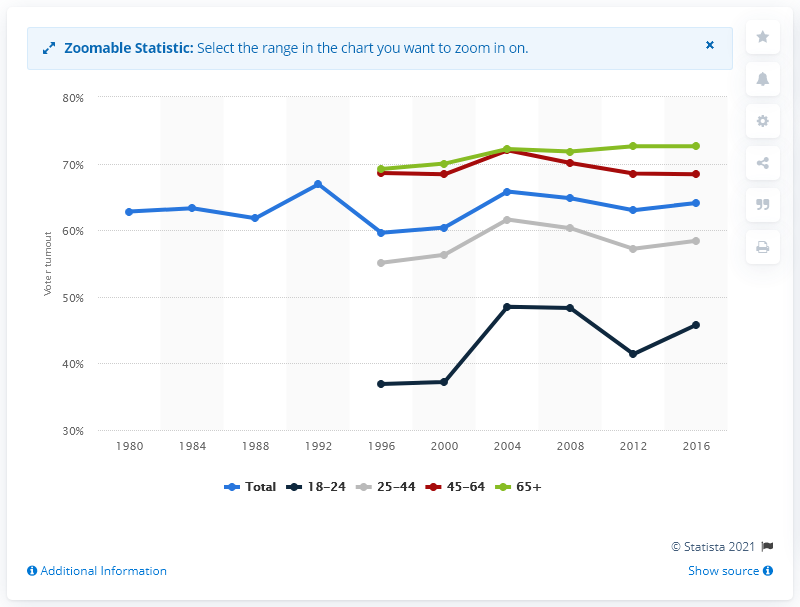 Zoomable Statistic: Select the range in the chart you want to zoom in on. ×
80%
70%
60%
50%
40%
30%
Voter turnout
1980 1984 1988 1992 1996 2000 2004 2008 2012 2016
Total 18–24 25–44 45–64 65+
© Statista 2021
Additional Information Show source